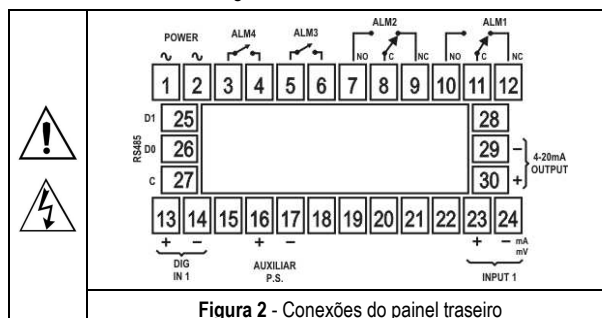 POWER ALM4 ALM3 ALM2 ALM1
NO C NC NO C NC
1 2 3 4 5 6 7 8 9 10 11 12
D1 25 28
RS485 D0 26 29 − 4-20mA
OUTPUT
C 27 30 +
13 14 15 16 17 18 19 20 21 22 23 24
+ − + − + − mA
mV
DIG
IN 1
AUXILIAR
P.S.
INPUT 1
Figura 2 - Conexões do painel traseiro